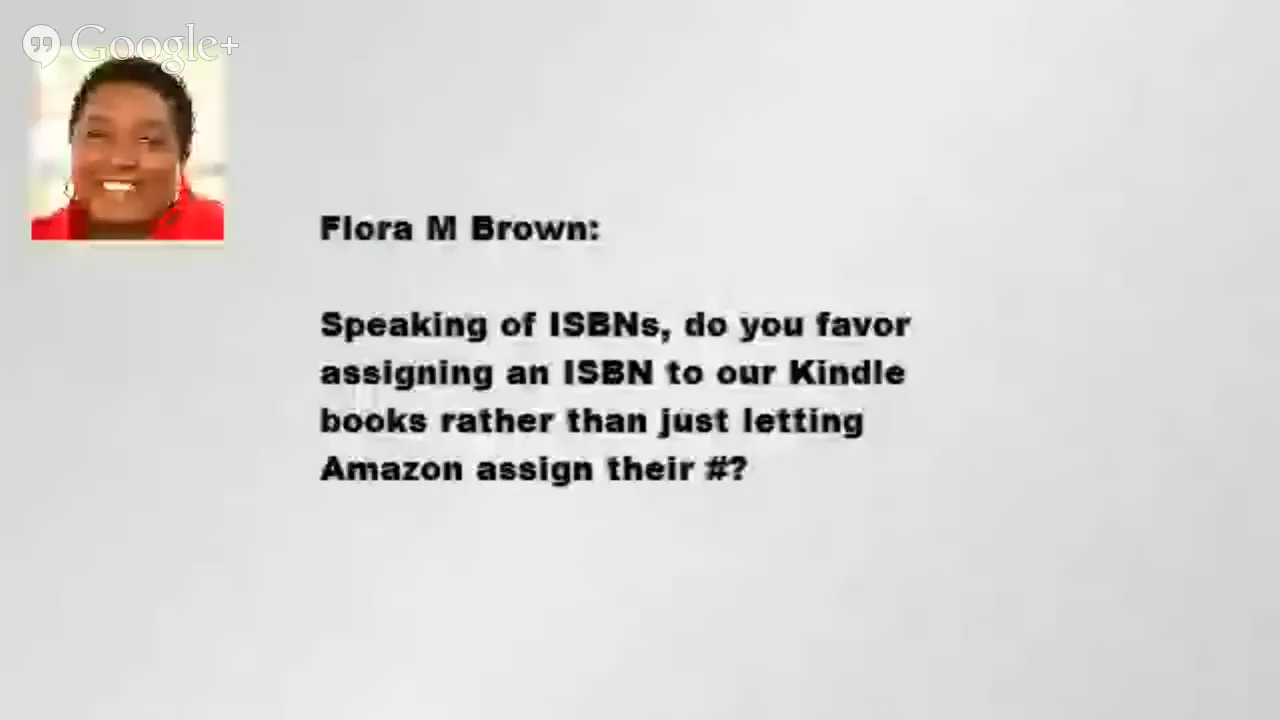 Google+
Flora M Brown:
Speaking of ISBNs, do you favor
assigning an ISBN to our Kindle
books rather than just letting
Amazon assign their #?